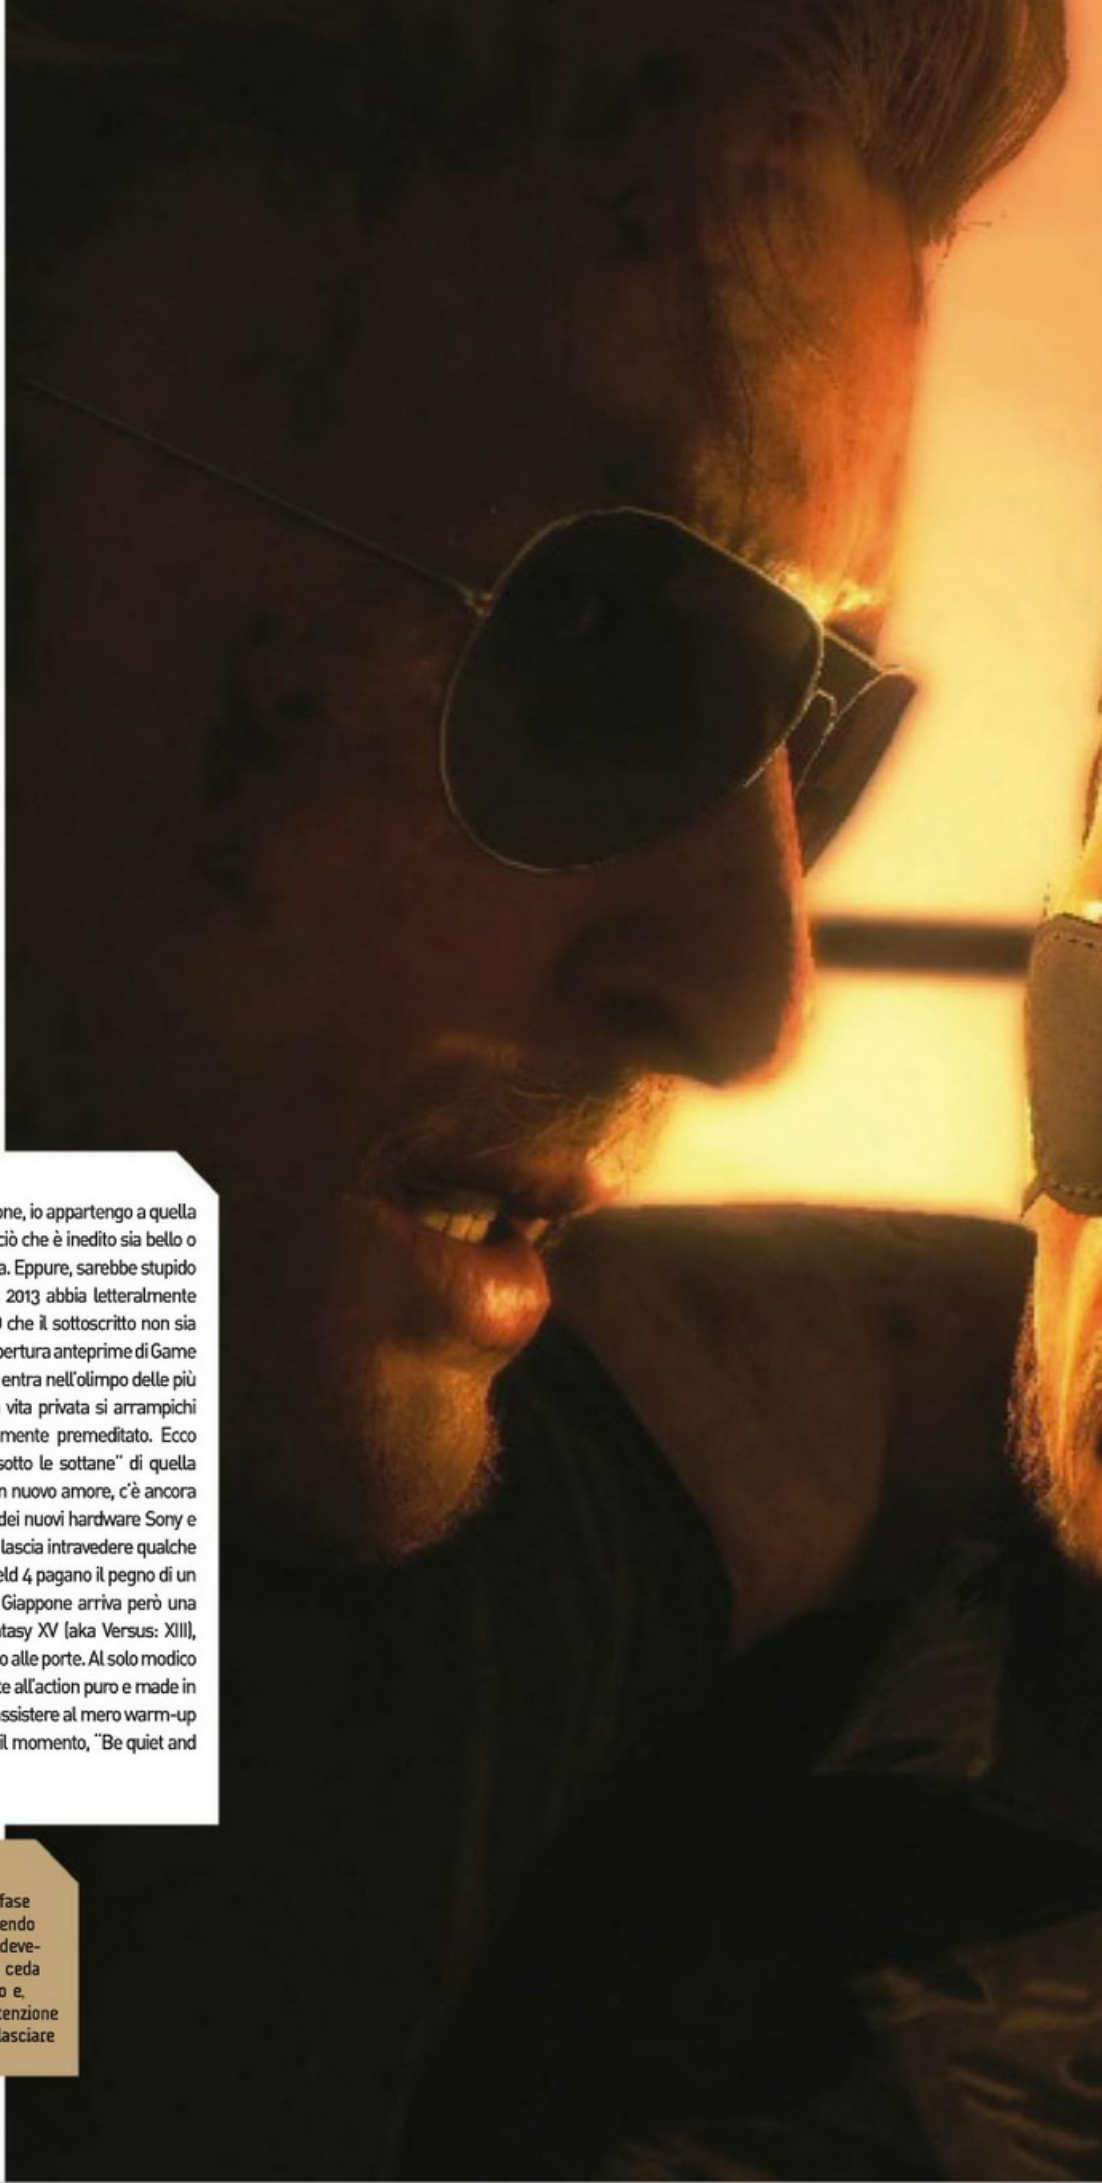 one, io appartengo a quella
ciò che è inedito sia bello o
a. Eppure, sarebbe stupido
2013 abbia letteralmente
che il sottoscritto non sia
pertura anteprime di Game
entra nell'olimpo delle più
vita privata si arrampichi
mente premeditato. Ecco
sotto le sottane" di quella
n nuovo amore, c'è ancora
dei nuovi hardware Sony e
lascia intravedere qualche
eld 4 pagano il pegno di un
Giappone arriva però una
ntasy XV (aka Versus: XIII),
o alle porte. Al solo modico
te all'action puro e made in
assistere al mero warm-up
il momento, "Be quiet and
fase
endo
deve-
ceda
o e,
tenzione
lasciare